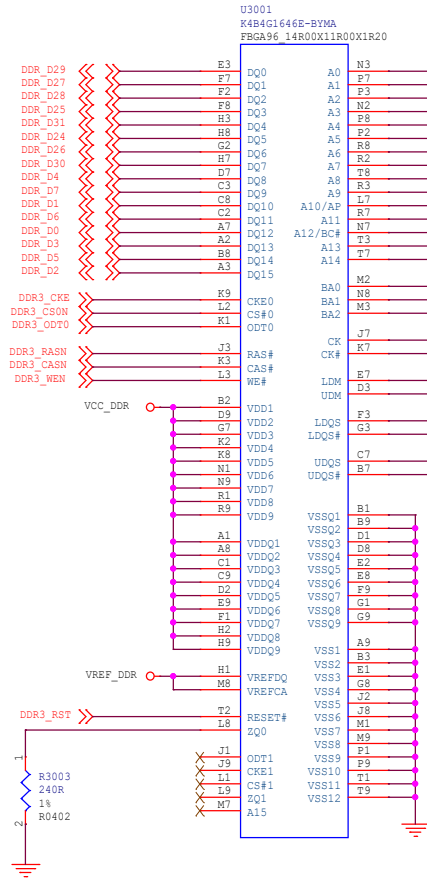 U3001
K4B4G1646E-BYMA
FBGA96_14R00X11R00X1R20
DDR_D29 E3 DQ0 A0 N3
DDR_D27 F7 DQ1 A1 P7
DDR_D28 F2 DQ2 A2 P3
DDR_D25 F8 DQ3 A3 N2
DDR_D31 H3 DQ4 A4 P8
DDR_D24 H8 DQ5 A5 P2
DDR_D26 G2 DQ6 A6 R8
DDR_D30 H7 DQ7 A7 R2
DDR_D4 D7 DQ8 A8 T8
DDR_D7 C3 DQ9 A9 R3
DDR_D1 C8 DQ10 A10/AP L7
DDR_D6 C2 DQ11 A11 R7
DDR_D0 A7 DQ12 A12/BC# N7
DDR_D3 A2 DQ13 A13 T3
DDR_D5 B8 DQ14 A14 T7
DDR_D2 A3 DQ15
BA0 M2
DDR3_CKE K9 CKE0 BA1 N8
DDR3_CS0N L2 CS#0 BA2 M3
DDR3_ODT0 K1 ODT0
CK J7
DDR3_RASN J3 RAS# CK# K7
DDR3_CASN K3 CAS#
DDR3_WEN L3 WE# LDM E7
UDM D3
VCC_DDR B2 VDD1
D9 VDD2 LDQS F3
G7 VDD3 LDQS# G3
K2 VDD4
K8 VDD5 UDQS C7
N1 VDD6 UDQS# B7
N9 VDD7
R1 VDD8
R9 VDD9 VSSQ1 B1
VSSQ2 B9
A1 VDDQ1 VSSQ3 D1
A8 VDDQ2 VSSQ4 D8
C1 VDDQ3 VSSQ5 E2
C9 VDDQ4 VSSQ6 E8
D2 VDDQ5 VSSQ7 F9
E9 VDDQ6 VSSQ8 G1
F1 VDDQ7 VSSQ9 G9
H2 VDDQ8
H9 VDDQ9 VSS1 A9
VSS2 B3
VREF_DDR H1 VREFDQ VSS3 E1
M8 VREFCA VSS4 G8
VSS5 J2
DDR3_RST T2 RESET# VSS6 J8
L8 ZQ0 VSS7 M1
VSS8 M9
J1 ODT1 VSS9 P1
J9 CKE1 VSS10 P9
L1 CS#1 VSS11 T1
L9 ZQ1 VSS12 T9
M7 A15
1
R3003
240R
1%
R0402
2